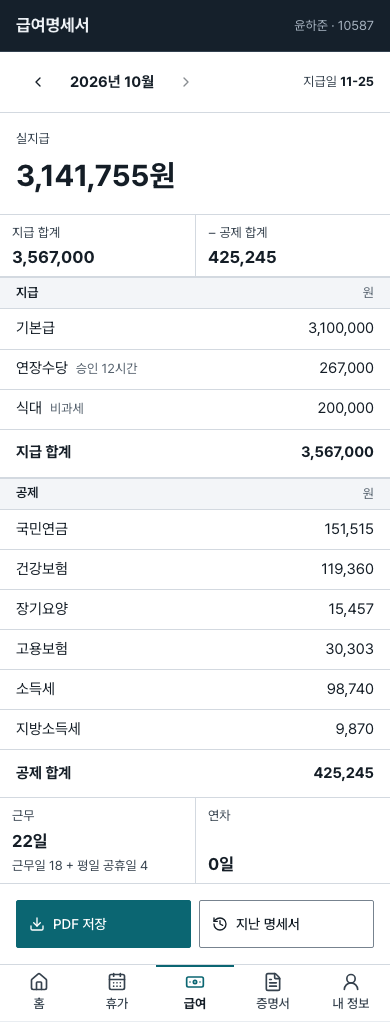 급여명세서
윤하준 · 10587
2026년 10월
지급일 11-25
실지급
3,141,755원
지급 합계
3,567,000
– 공제 합계
425,245
지급 원
기본급 3,100,000
연장수당 승인 12시간 267,000
식대 비과세 200,000
지급 합계 3,567,000
공제 원
국민연금 151,515
건강보험 119,360
장기요양 15,457
고용보험 30,303
소득세 98,740
지방소득세 9,870
공제 합계 425,245
근무
22일
근무일 18 + 평일 공휴일 4
연차
0일
PDF 저장
지난 명세서
홈
휴가
급여
증명서
내 정보